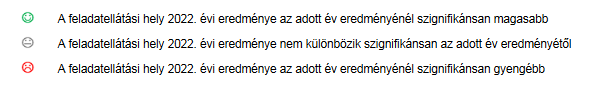 A feladatellátási hely 2022. évi eredménye az adott év eredményénél szignifikánsan magasabb
A feladatellátási hely 2022. évi eredménye nem különbözik szignifikánsan az adott év eredményétől
A feladatellátási hely 2022. évi eredménye az adott év eredményénél szignifikánsan gyengébb